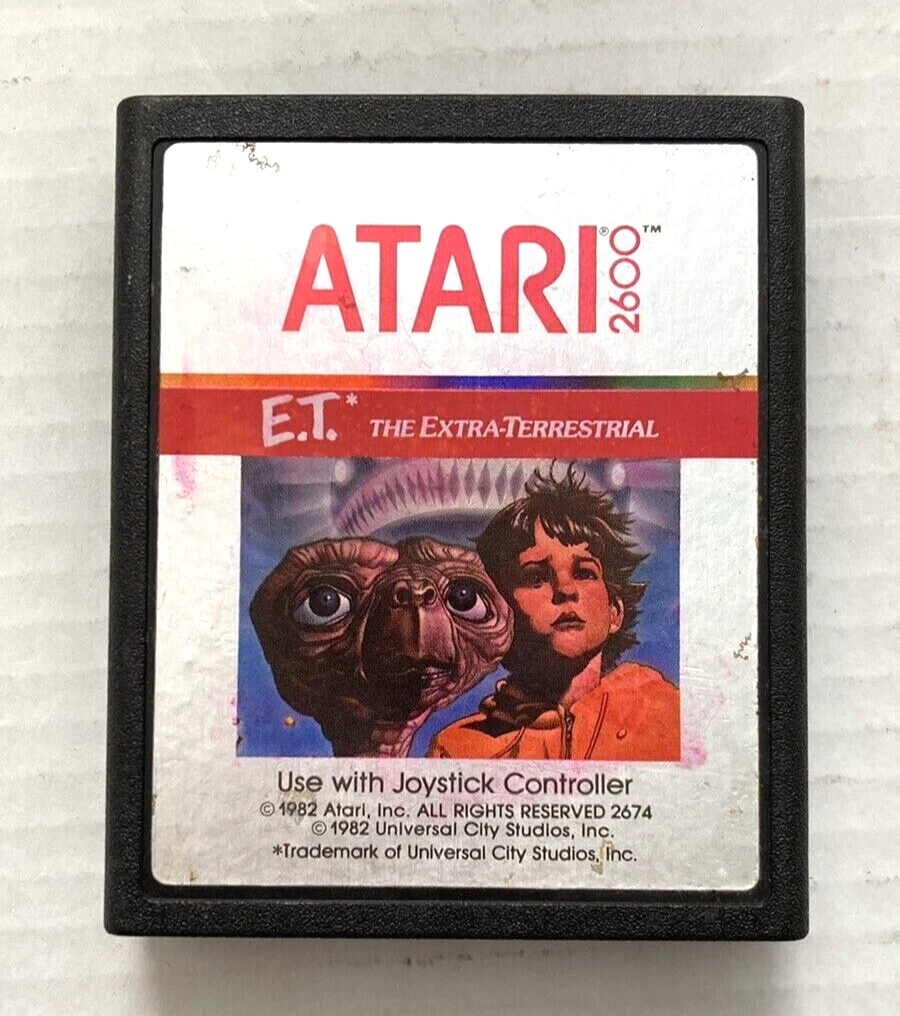 ATARI® 2600™
E.T.* THE EXTRA-TERRESTRIAL
Use with Joystick Controller
© 1982 Atari, Inc. ALL RIGHTS RESERVED 2674
© 1982 Universal City Studios, Inc.
*Trademark of Universal City Studios, Inc.